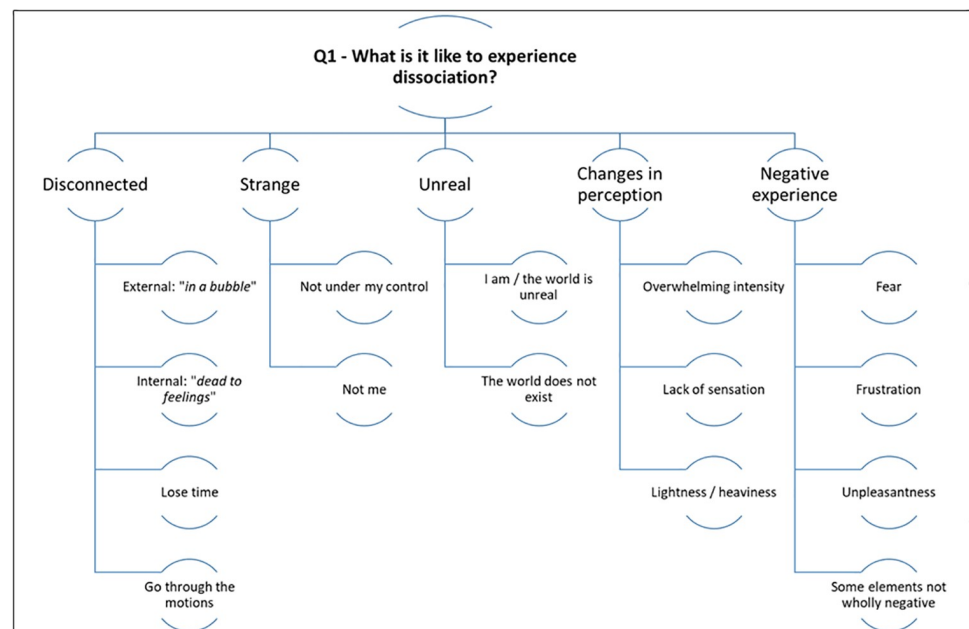 Q1 - What is it like to experience
dissociation?
Disconnected
Strange
Unreal
Changes in
perception
Negative
experience
External: "in a bubble"
Not under my control
I am / the world is
unreal
Overwhelming intensity
Fear
Internal: "dead to
feelings"
Not me
The world does not
exist
Lack of sensation
Frustration
Lose time
Lightness / heaviness
Unpleasantness
Go through the
motions
Some elements not
wholly negative